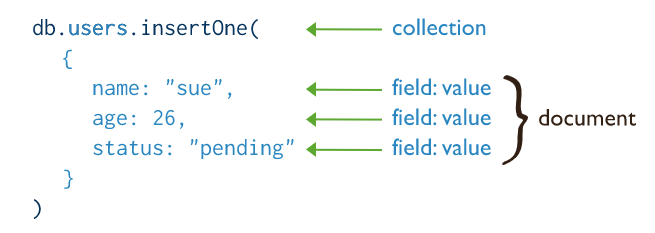 db.users.insertOne( collection
{
name: "sue", field: value
age: 26, field: value
document
status: "pending" field: value
}
)